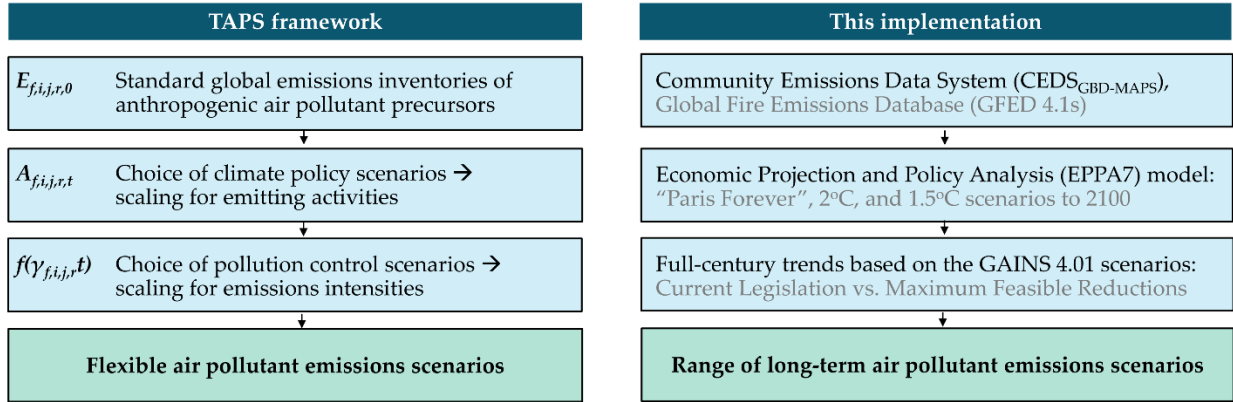 TAPS framework
E_{f,i,j,r,0} Standard global emissions inventories of
anthropogenic air pollutant precursors
A_{f,i,j,r,t} Choice of climate policy scenarios →
scaling for emitting activities
f(γ_{f,i,j,r}t) Choice of pollution control scenarios →
scaling for emissions intensities
Flexible air pollutant emissions scenarios
This implementation
Community Emissions Data System (CEDS_{GBD-MAPS}),
Global Fire Emissions Database (GFED 4.1s)
Economic Projection and Policy Analysis (EPPA7) model:
“Paris Forever”, 2°C, and 1.5°C scenarios to 2100
Full-century trends based on the GAINS 4.01 scenarios:
Current Legislation vs. Maximum Feasible Reductions
Range of long-term air pollutant emissions scenarios